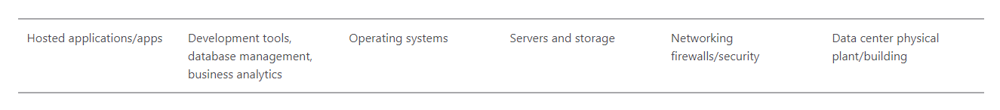 Hosted applications/apps
Development tools,
database management,
business analytics
Operating systems
Servers and storage
Networking
firewalls/security
Data center physical
plant/building